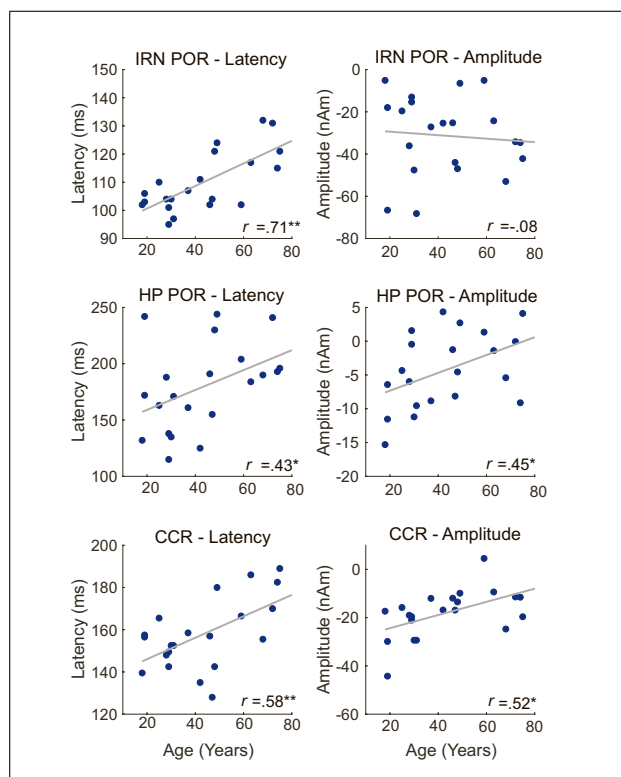 IRN POR - Latency
150
140
130
120
110
100
90
Latency (ms)
20 40 60 80
r =.71**
IRN POR - Amplitude
0
-20
-40
-60
-80
Amplitude (nAm)
20 40 60 80
r =-.08
HP POR - Latency
250
200
150
100
Latency (ms)
20 40 60 80
r =.43*
HP POR - Amplitude
5
0
-5
-10
-15
-20
Amplitude (nAm)
20 40 60 80
r =.45*
CCR - Latency
200
180
160
140
120
Latency (ms)
20 40 60 80
r =.58**
Age (Years)
CCR - Amplitude
0
-20
-40
-60
Amplitude (nAm)
20 40 60 80
r =.52*
Age (Years)